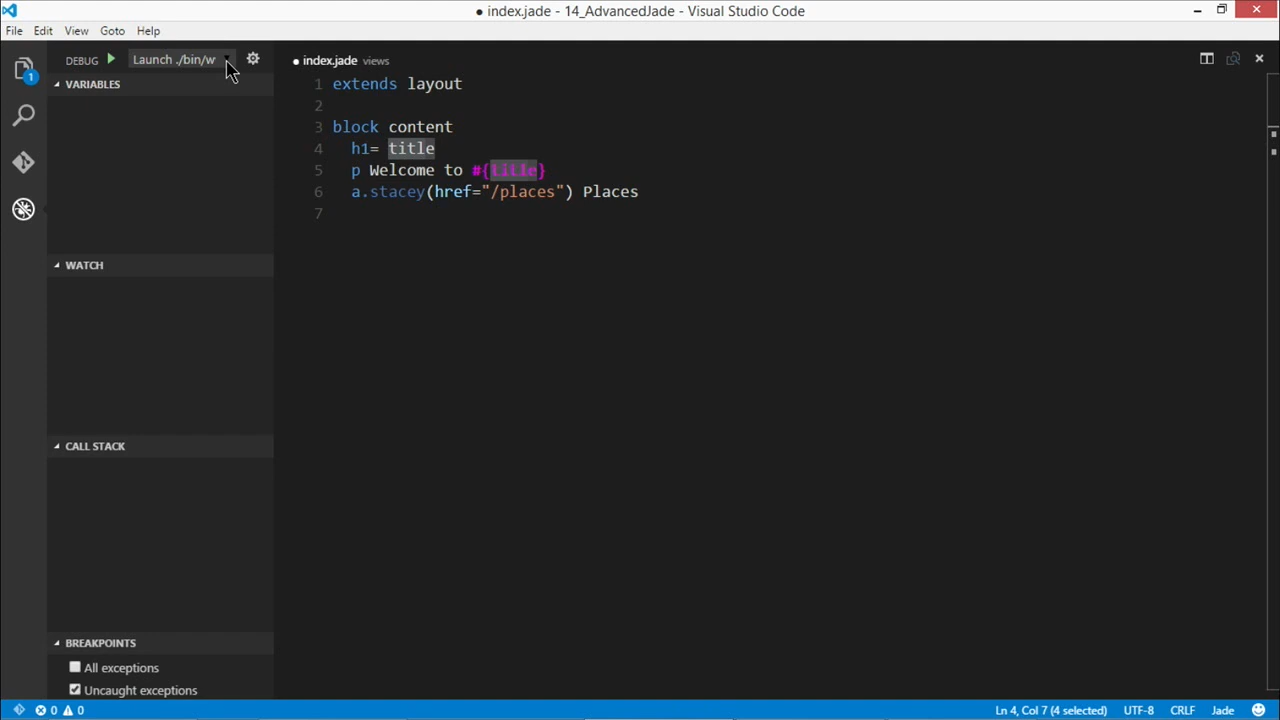 ● index.jade - 14_AdvancedJade - Visual Studio Code
File Edit View Goto Help
DEBUG Launch ./bin/w
● index.jade views
VARIABLES
1 extends layout
2
3 block content
4 h1= title
5 p Welcome to #{title}
6 a.stacey(href="/places") Places
7
WATCH
CALL STACK
BREAKPOINTS
All exceptions
Uncaught exceptions
1
0 0 Ln 4, Col 7 (4 selected) UTF-8 CRLF Jade